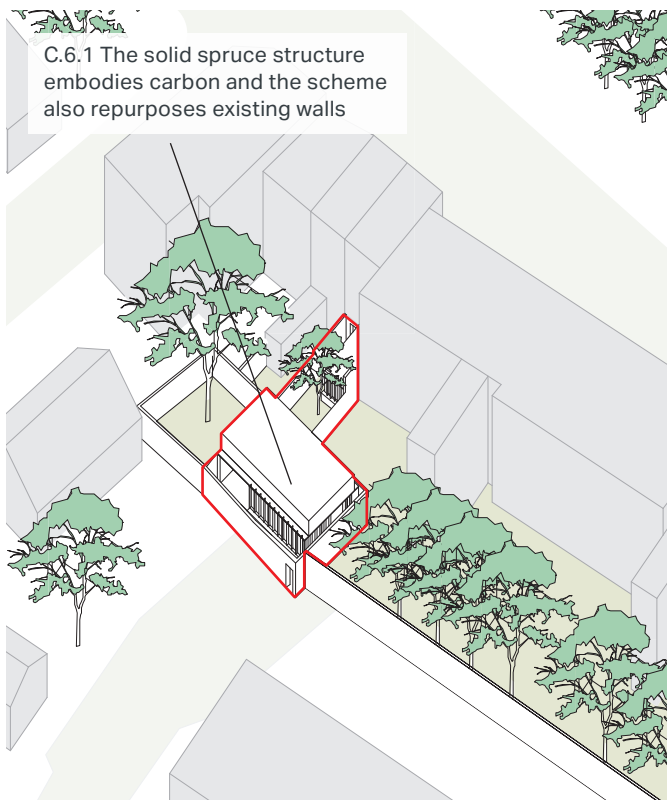 C.6.1 The solid spruce structure
embodies carbon and the scheme
also repurposes existing walls